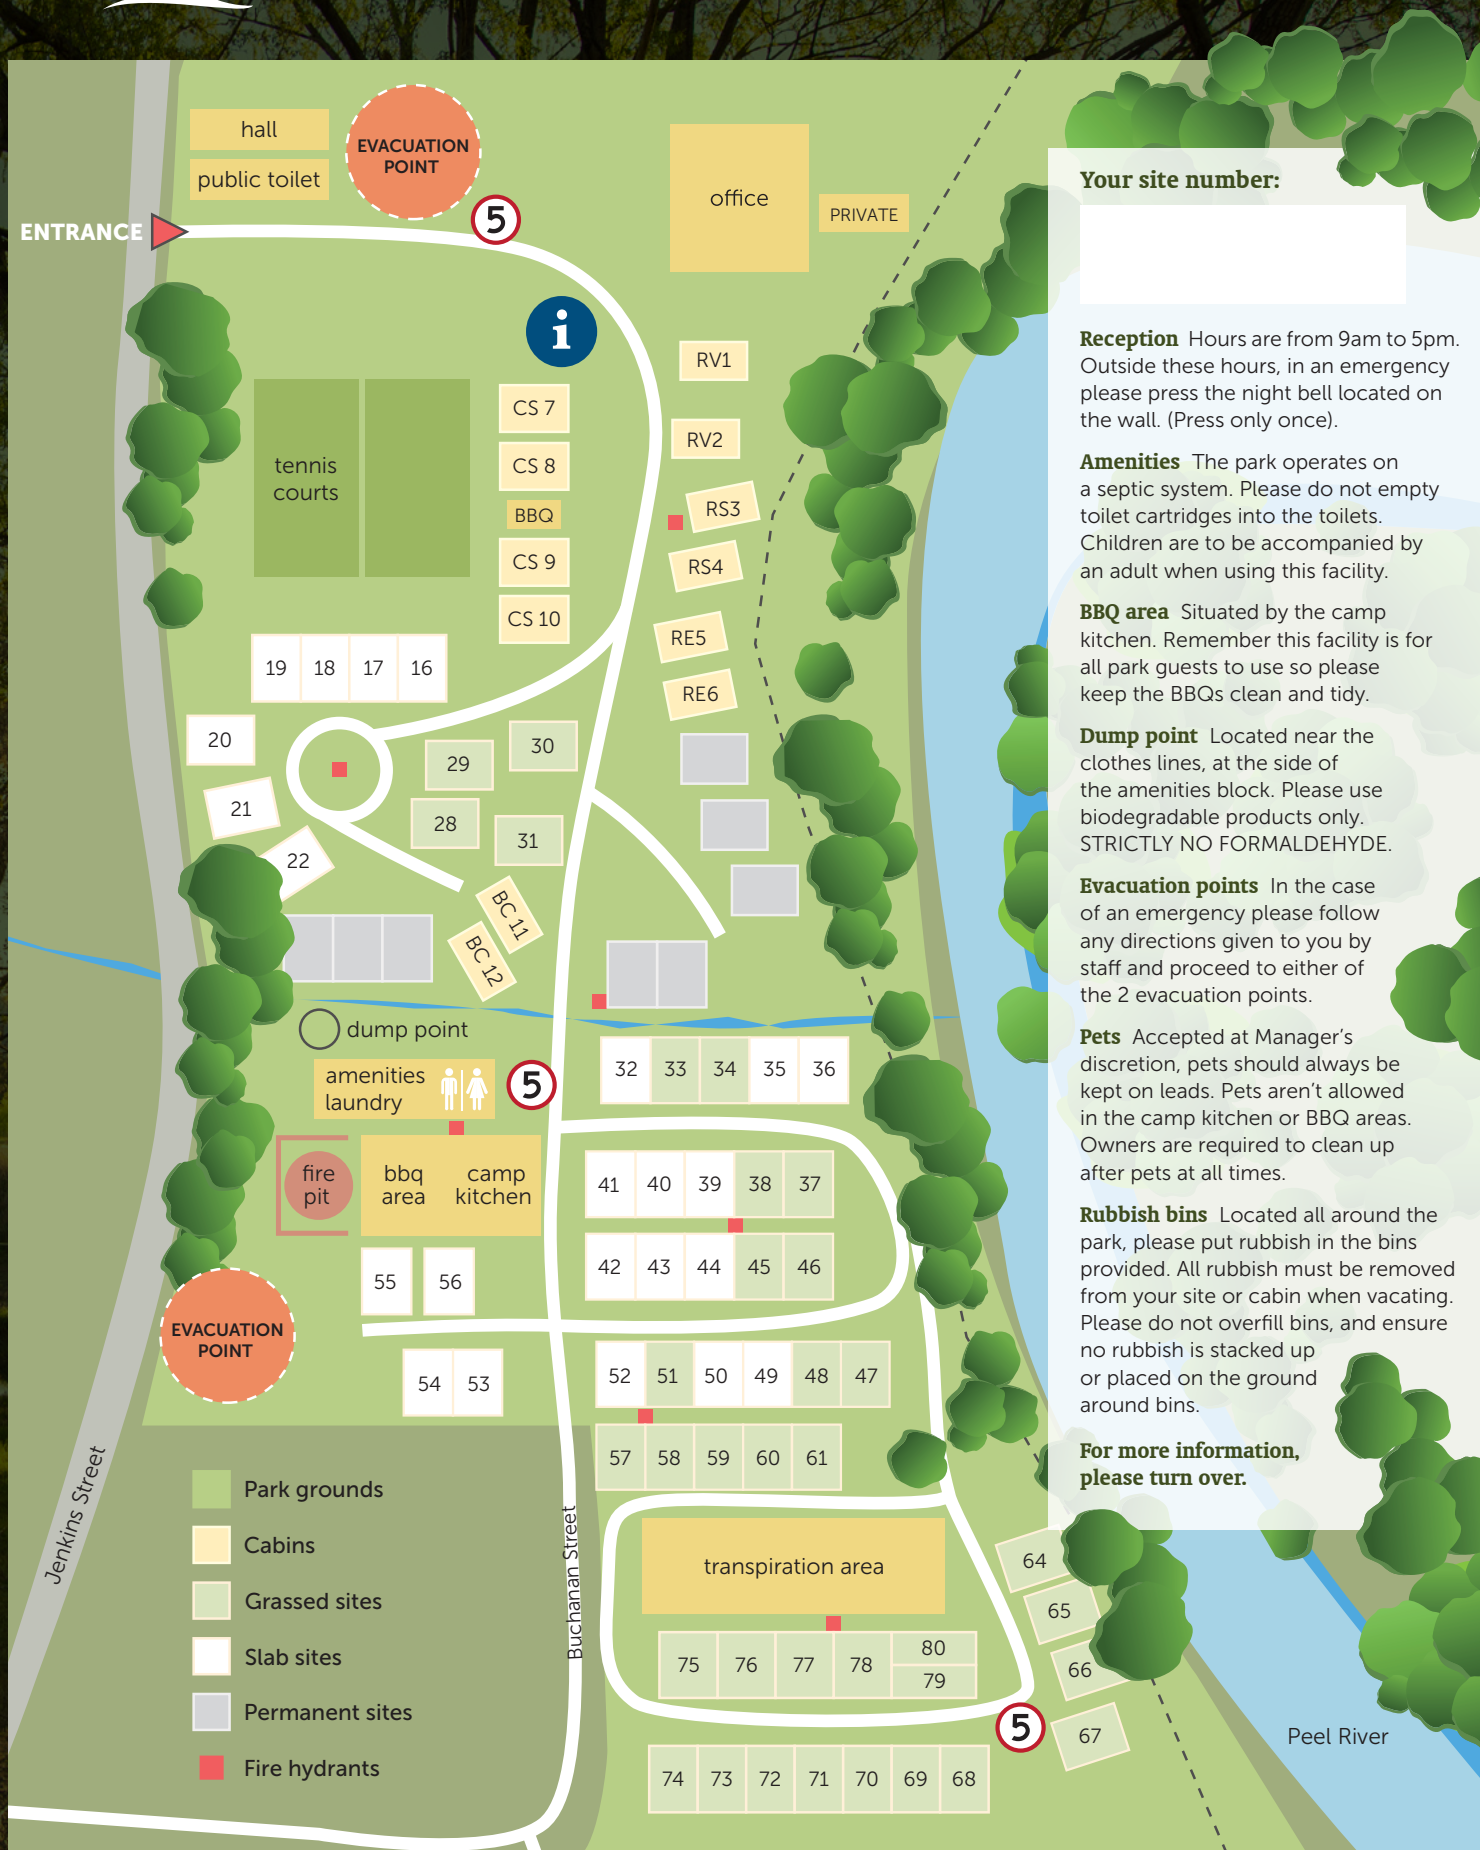 hall
public toilet
EVACUATION
POINT
ENTRANCE
5
office
PRIVATE
i
RV1
RV2
RS3
RS4
RE5
RE6
CS 7
CS 8
BBQ
CS 9
CS 10
tennis
courts
19 18 17 16
20
21
22
29
30
28
31
BC 11
BC 12
dump point
amenities
laundry
5
fire
pit
bbq
area
camp
kitchen
32 33 34 35 36
41 40 39 38 37
42 43 44 45 46
55 56
EVACUATION
POINT
54 53
52 51 50 49 48 47
57 58 59 60 61
transpiration area
64
65
66
67
75 76 77 78
80
79
5
74 73 72 71 70 69 68
Jenkins Street
Buchanan Street
Peel River
Park grounds
Cabins
Grassed sites
Slab sites
Permanent sites
Fire hydrants
Your site number:
Reception Hours are from 9am to 5pm.
Outside these hours, in an emergency
please press the night bell located on
the wall. (Press only once).
Amenities The park operates on
a septic system. Please do not empty
toilet cartridges into the toilets.
Children are to be accompanied by
an adult when using this facility.
BBQ area Situated by the camp
kitchen. Remember this facility is for
all park guests to use so please
keep the BBQs clean and tidy.
Dump point Located near the
clothes lines, at the side of
the amenities block. Please use
biodegradable products only.
STRICTLY NO FORMALDEHYDE.
Evacuation points In the case
of an emergency please follow
any directions given to you by
staff and proceed to either of
the 2 evacuation points.
Pets Accepted at Manager's
discretion, pets should always be
kept on leads. Pets aren't allowed
in the camp kitchen or BBQ areas.
Owners are required to clean up
after pets at all times.
Rubbish bins Located all around the
park, please put rubbish in the bins
provided. All rubbish must be removed
from your site or cabin when vacating.
Please do not overfill bins, and ensure
no rubbish is stacked up
or placed on the ground
around bins.
For more information,
please turn over.